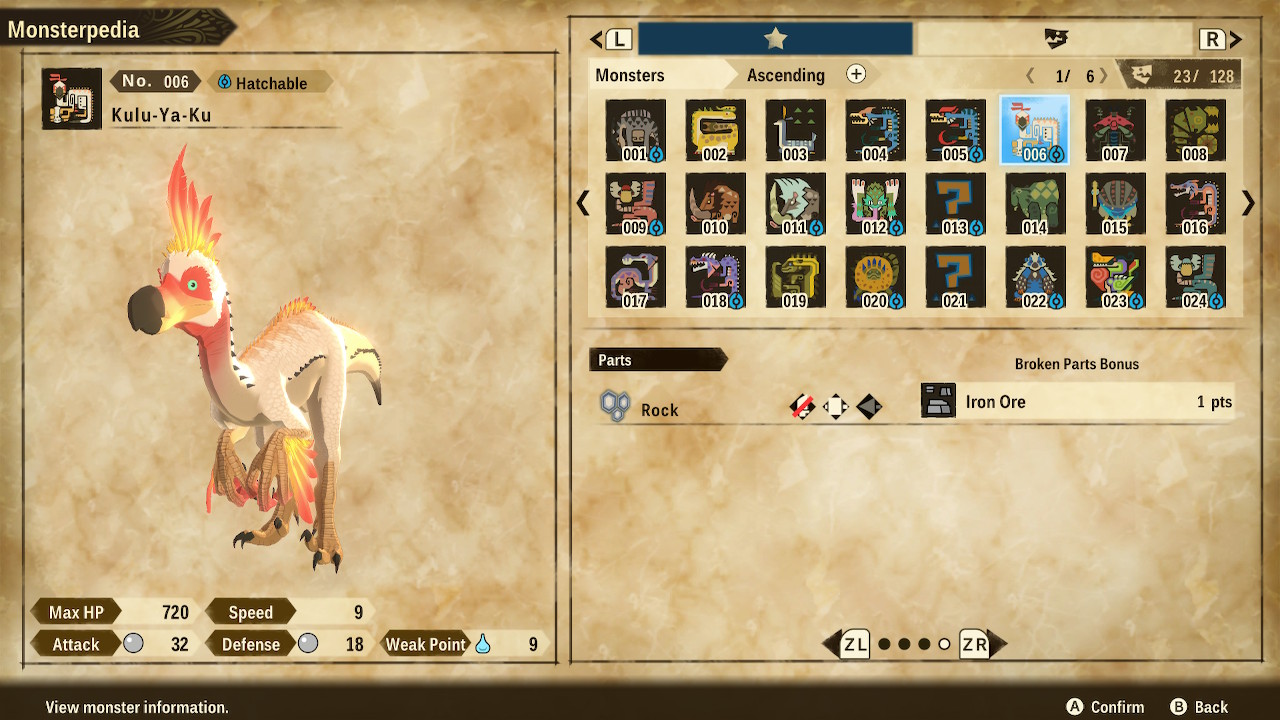 Monsterpedia
No. 006
Hatchable
Kulu-Ya-Ku
Max HP 720
Speed 9
Attack 32
Defense 18
Weak Point 9
L
R
Monsters
Ascending
1/ 6
23/ 128
001 002 003 004 005 006 007 008
009 010 011 012 013 014 015 016
017 018 019 020 021 022 023 024
Parts
Broken Parts Bonus
Rock
Iron Ore 1 pts
ZL ZR
View monster information.
A Confirm B Back